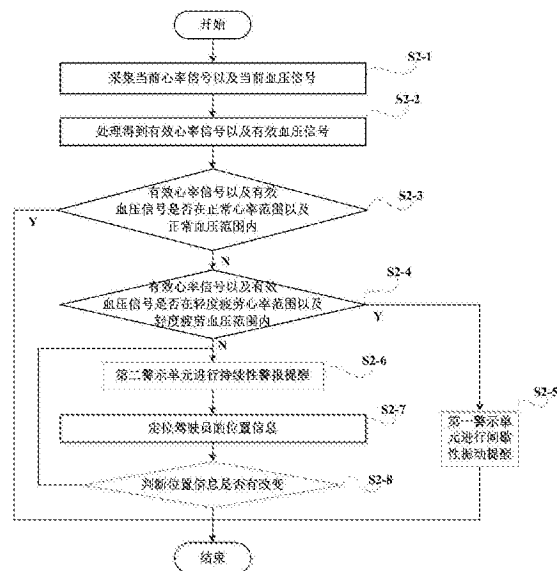 开始
S2-1
采集当前心率信号以及当前血压信号
S2-2
处理得到有效心率信号以及有效血压信号
有效心率信号以及有效
血压信号是否在正常心率范围以及
正常血压范围内
S2-3
Y
N
有效心率信号以及有效
血压信号是否在轻度疲劳心率范围以及
轻度疲劳血压范围内
S2-4
Y
N
第二警示单元进行持续性警报提醒
S2-6
定位驾驶员的位置信息
S2-7
第一警示单
元进行间歇
性振动提醒
S2-5
判断位置信息是否有改变
S2-8
结束